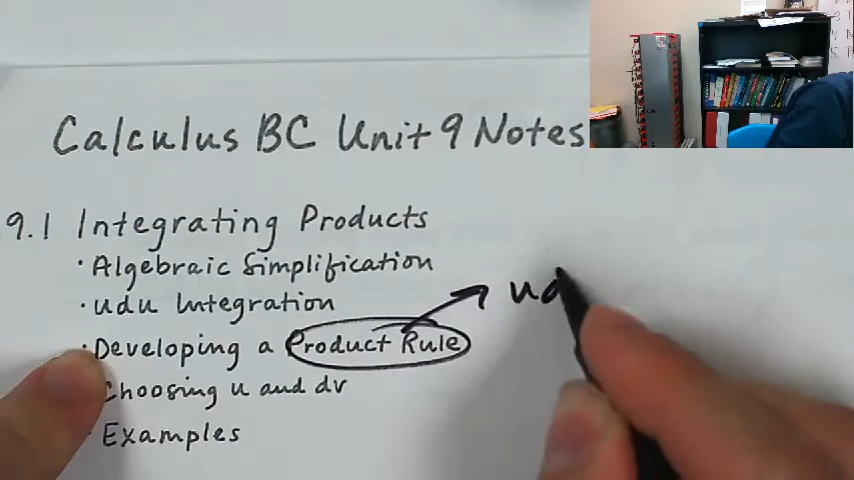 Calculus BC Unit 9 Notes
9.1 Integrating Products
· Algebraic Simplification
· udu Integration
· Developing a Product Rule → ud
Choosing u and dv
· Examples